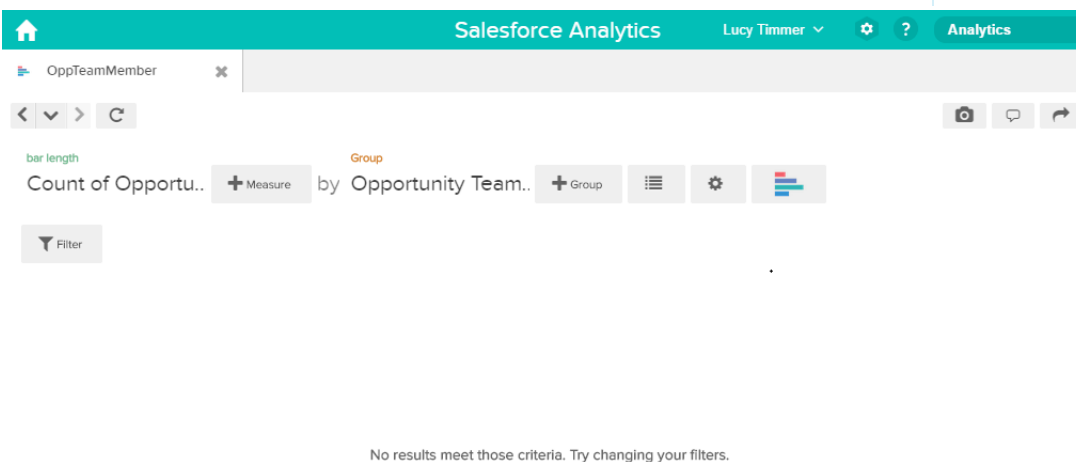 Salesforce Analytics Lucy Timmer ? Analytics
OppTeamMember
bar length Group
Count of Opportu.. Measure by Opportunity Team.. Group
Filter
No results meet those criteria. Try changing your filters.